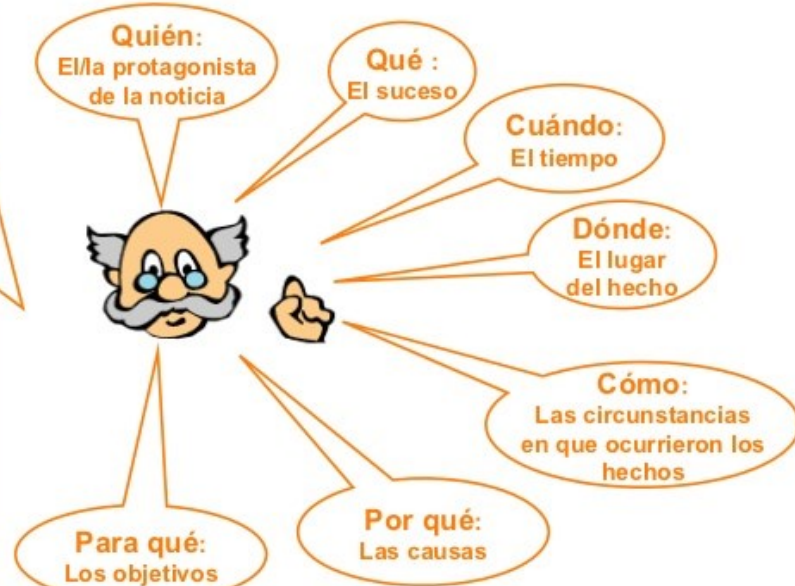 Quién:
El/la protagonista
de la noticia
Qué :
El suceso
Cuándo:
El tiempo
Dónde:
El lugar
del hecho
Cómo:
Las circunstancias
en que ocurrieron los
hechos
Por qué:
Las causas
Para qué:
Los objetivos